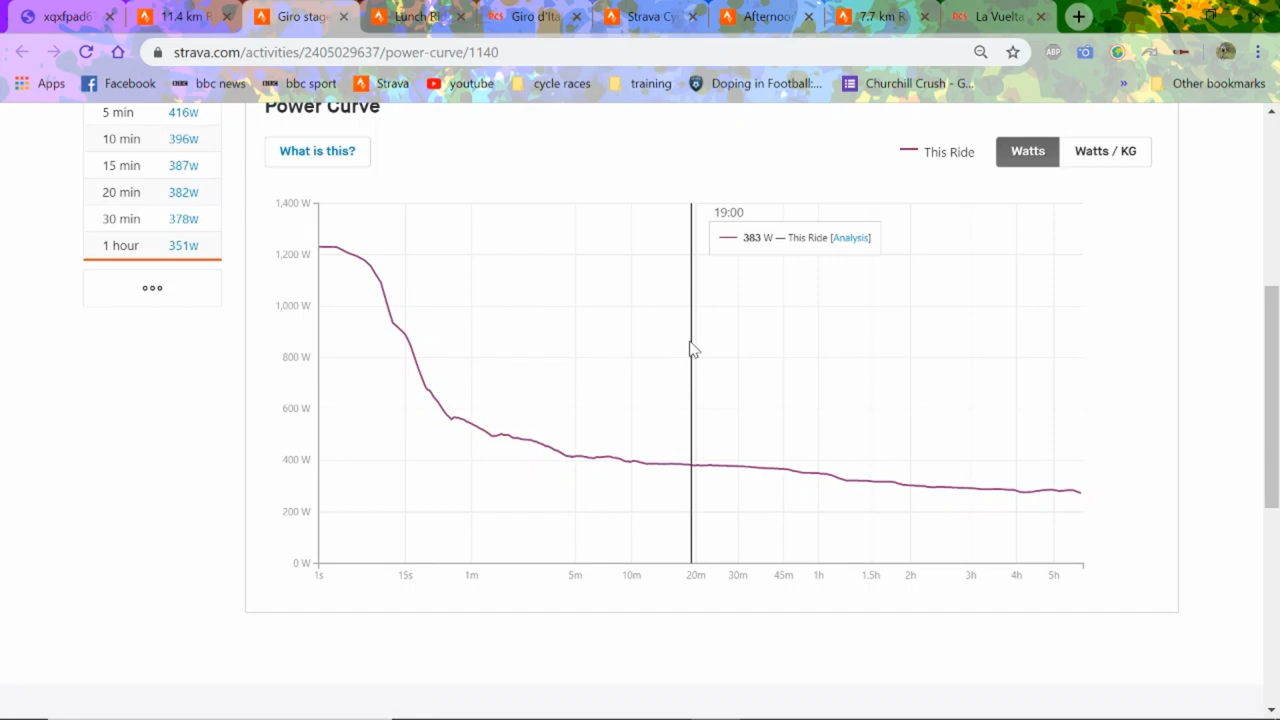 xqxfpad6
11.4 km R
Giro stage
Lunch Rid
Giro d'Ita
Strava Cy
Afternoon
7.7 km R
La Vuelta
strava.com/activities/2405029637/power-curve/1140
ABP
Apps
Facebook
bbc news
bbc sport
Strava
youtube
cycle races
training
Doping in Football:...
Churchill Crush - G...
»
Other bookmarks
Power Curve
5 min 416w
10 min 396w
15 min 387w
20 min 382w
30 min 378w
1 hour 351w
What is this?
This Ride
Watts
Watts / KG
19:00
383 W — This Ride [Analysis]
1,400 W
1,200 W
1,000 W
800 W
600 W
400 W
200 W
0 W
1s 15s 1m 5m 10m 20m 30m 45m 1h 1.5h 2h 3h 4h 5h